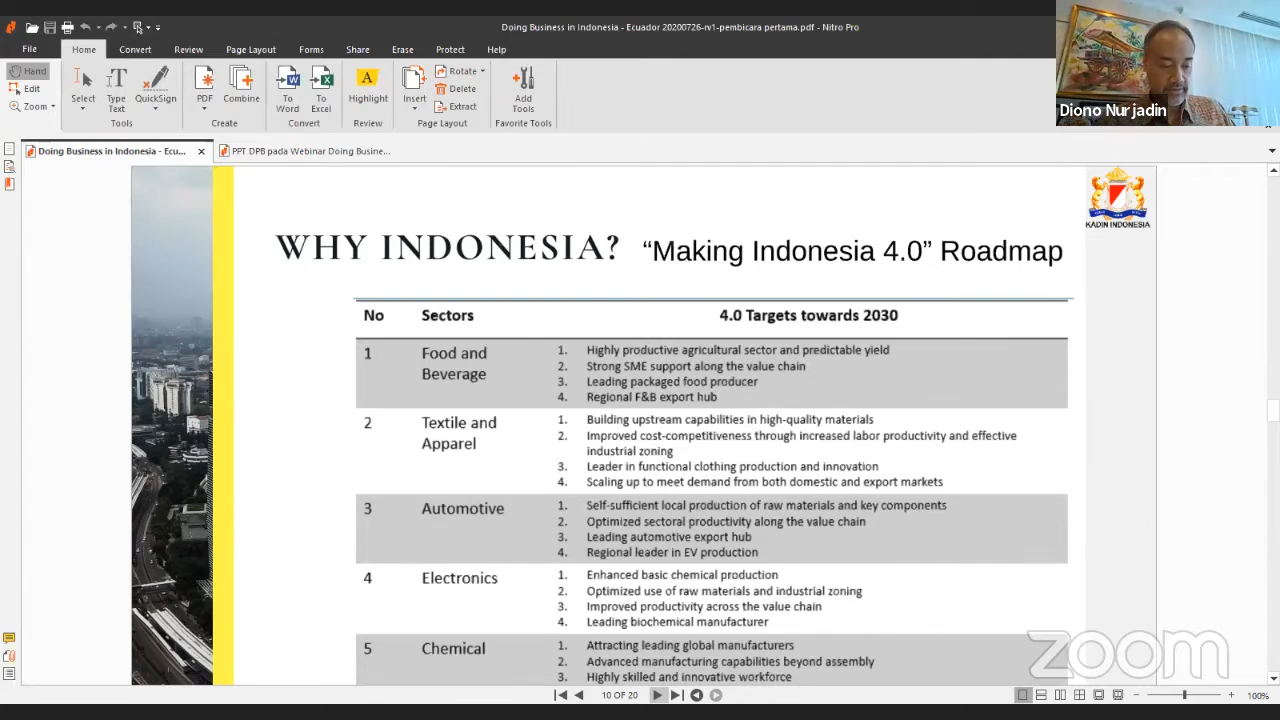 Doing Business in Indonesia - Ecuador 20200726-rv1-pembicara pertama.pdf - Nitro Pro
File Home Convert Review Page Layout Forms Share Erase Protect Help
Hand
Edit
Zoom
Select
Type Text
QuickSign
Tools
PDF
Combine
Create
To Word
To Excel
Convert
Highlight
Review
Insert
Rotate
Delete
Extract
Page Layout
Add Tools
Favorite Tools
Diono Nurjadin
Doing Business in Indonesia - Ecu... PPT DPB pada Webinar Doing Busine...
KADIN INDONESIA
WHY INDONESIA? “Making Indonesia 4.0” Roadmap
No Sectors 4.0 Targets towards 2030
1 Food and Beverage
1. Highly productive agricultural sector and predictable yield
2. Strong SME support along the value chain
3. Leading packaged food producer
4. Regional F&B export hub
2 Textile and Apparel
1. Building upstream capabilities in high-quality materials
2. Improved cost-competitiveness through increased labor productivity and effective
industrial zoning
3. Leader in functional clothing production and innovation
4. Scaling up to meet demand from both domestic and export markets
3 Automotive
1. Self-sufficient local production of raw materials and key components
2. Optimized sectoral productivity along the value chain
3. Leading automotive export hub
4. Regional leader in EV production
4 Electronics
1. Enhanced basic chemical production
2. Optimized use of raw materials and industrial zoning
3. Improved productivity across the value chain
4. Leading biochemical manufacturer
5 Chemical
1. Attracting leading global manufacturers
2. Advanced manufacturing capabilities beyond assembly
3. Highly skilled and innovative workforce
zoom
10 OF 20
100%